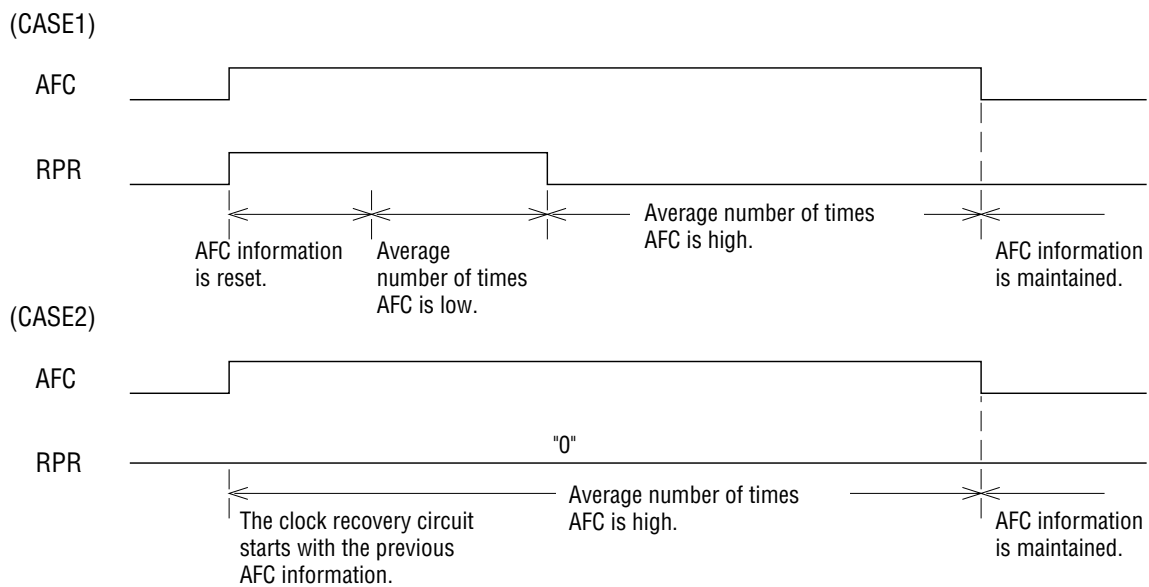 (CASE1)
AFC
RPR
AFC information
is reset.
Average
number of times
AFC is low.
Average number of times
AFC is high.
AFC information
is maintained.
(CASE2)
AFC
RPR
"0"
The clock recovery circuit
starts with the previous
AFC information.
Average number of times
AFC is high.
AFC information
is maintained.